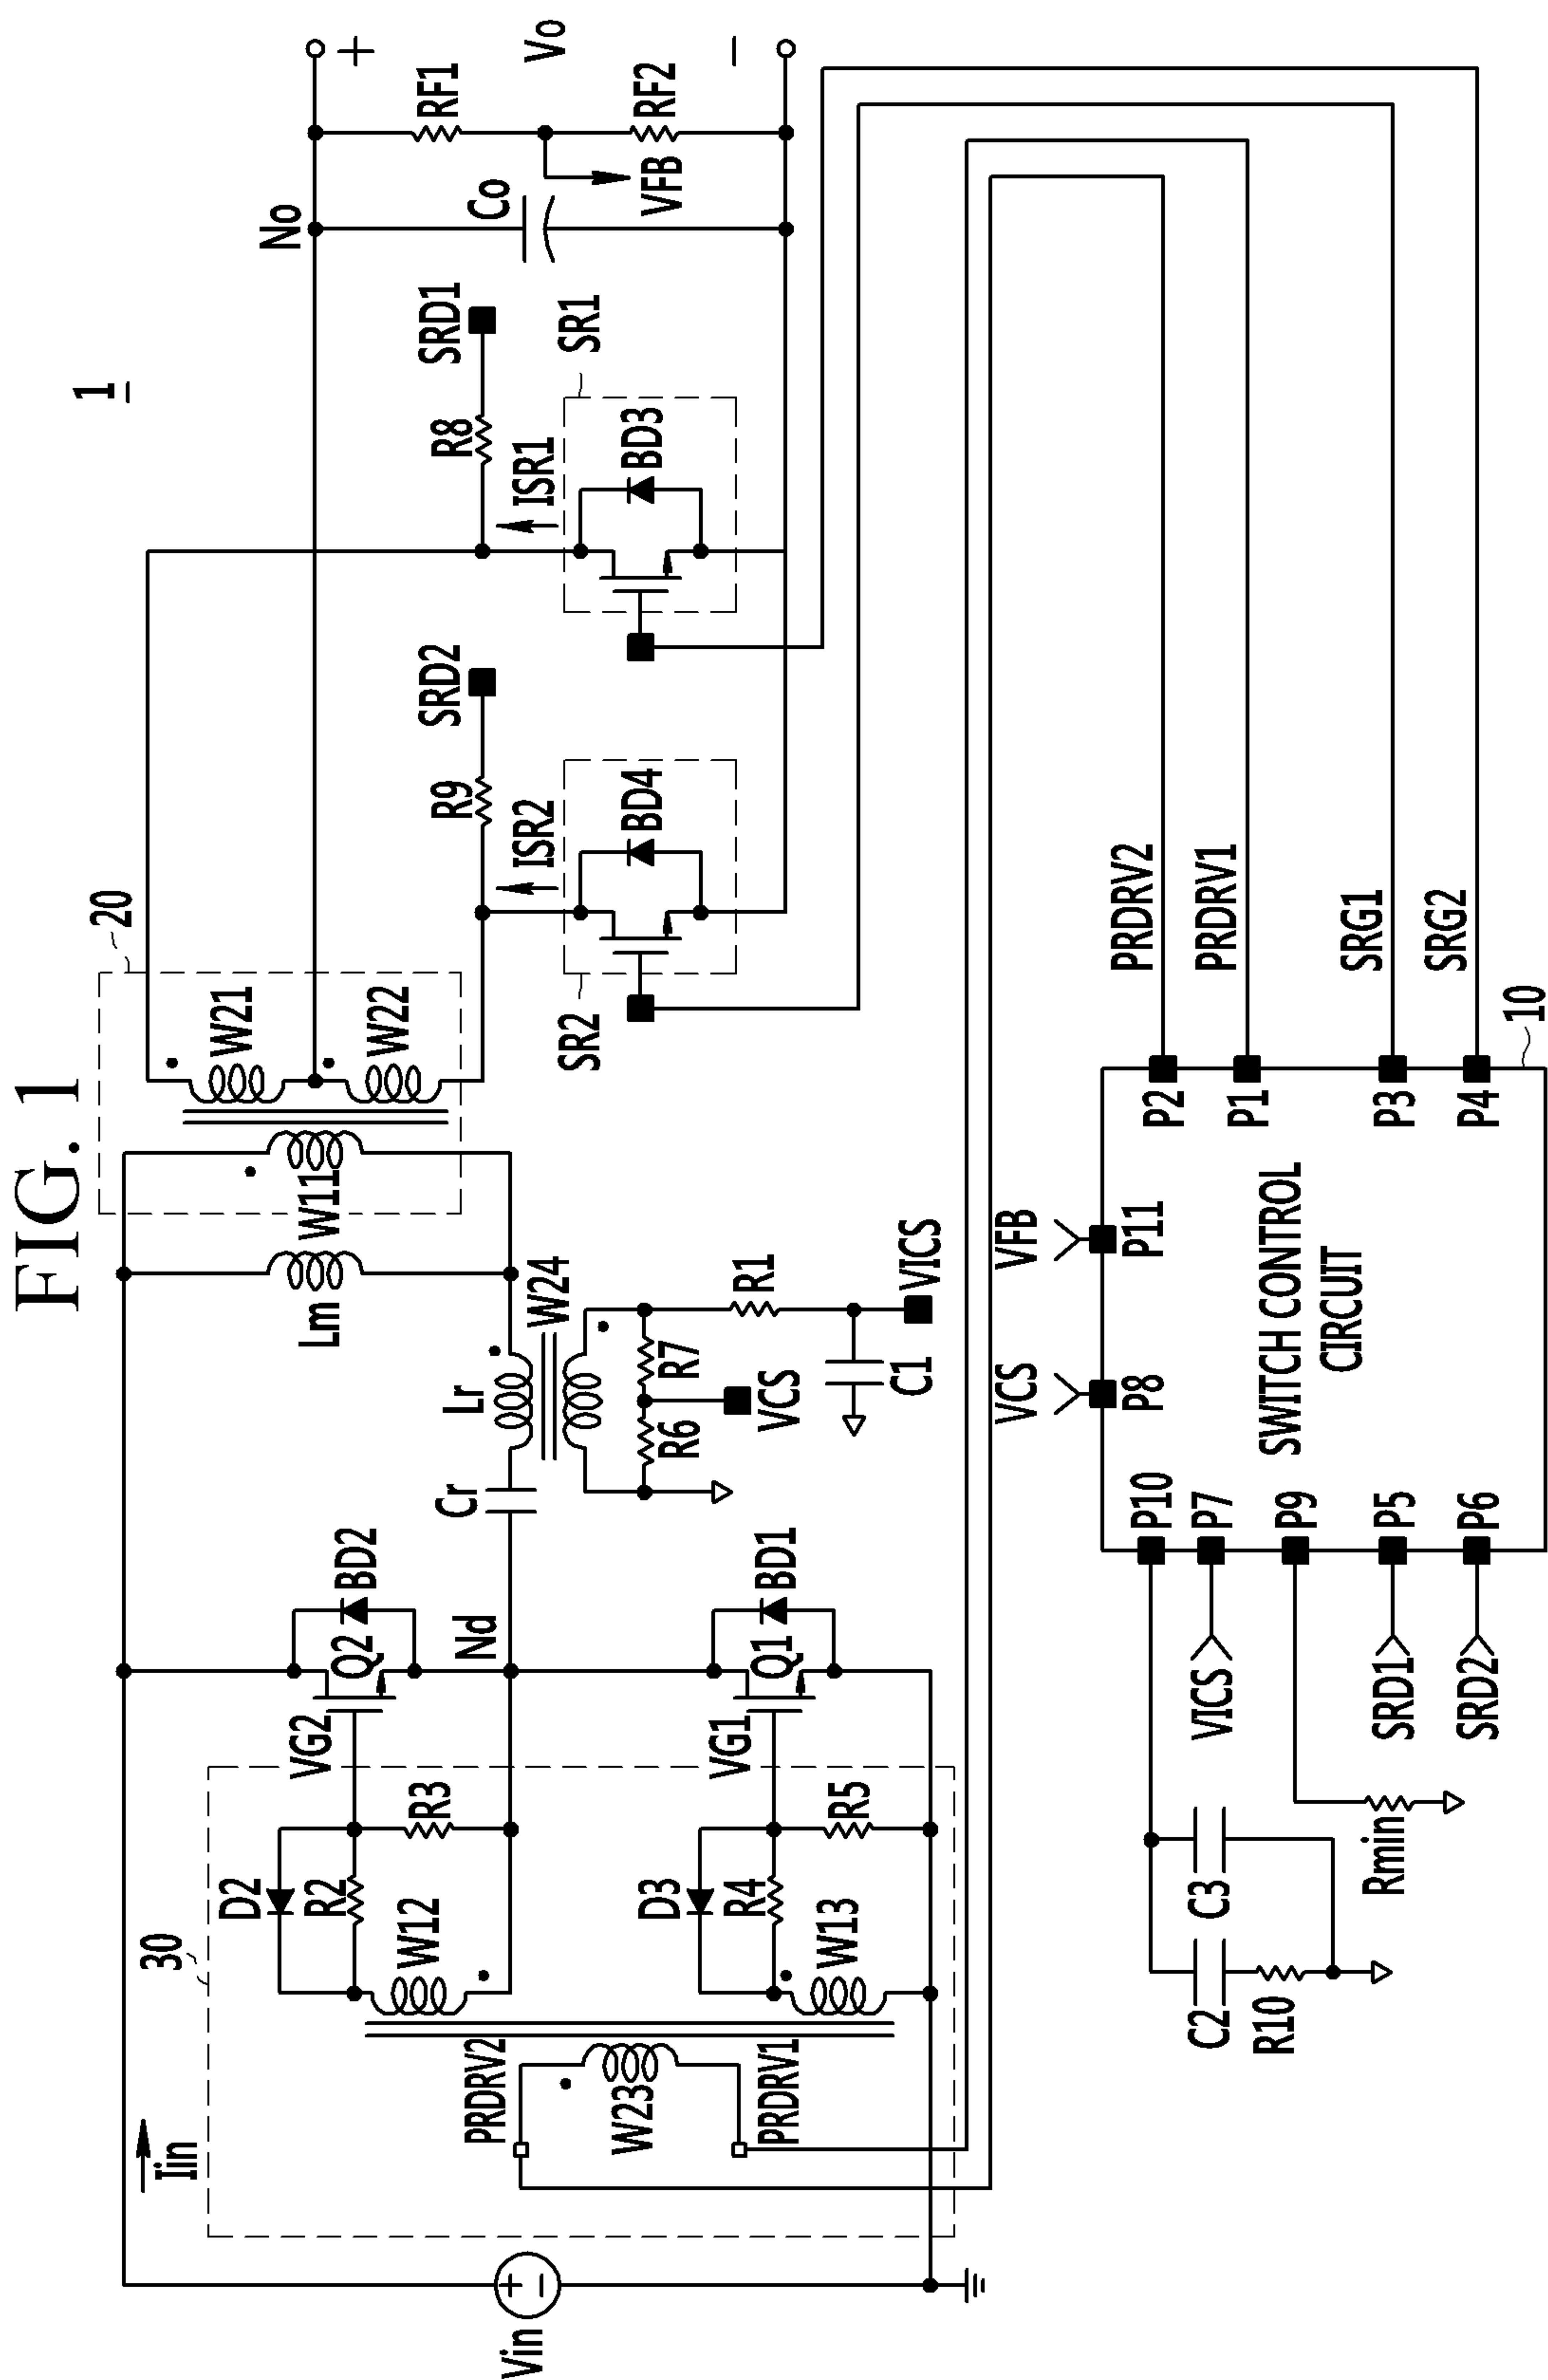 FIG. 1
1
20
No
+
Vo
−
RF1
RF2
VFB
Co
SRD1
R8
ISR1
SR1
BD3
SRD2
R9
ISR2
SR2
BD4
W21
W22
W11
Lm
Lr
W24
Cr
R7
R6
VCS
R1
C1
VICS
BD2
Q2
VG2
Nd
BD1
Q1
VG1
30
D2
R2
R3
W12
D3
R4
R5
W13
PRDRV2
W23
PRDRV1
Iin
Vin
+
−
PRDRV2
PRDRV1
SRG1
SRG2
10
P2
P1
P3
P4
VFB
P11
VCS
P8
SWITCH CONTROL
CIRCUIT
P10
P7
P9
P5
P6
VICS
SRD1
SRD2
Rmin
C3
C2
R10